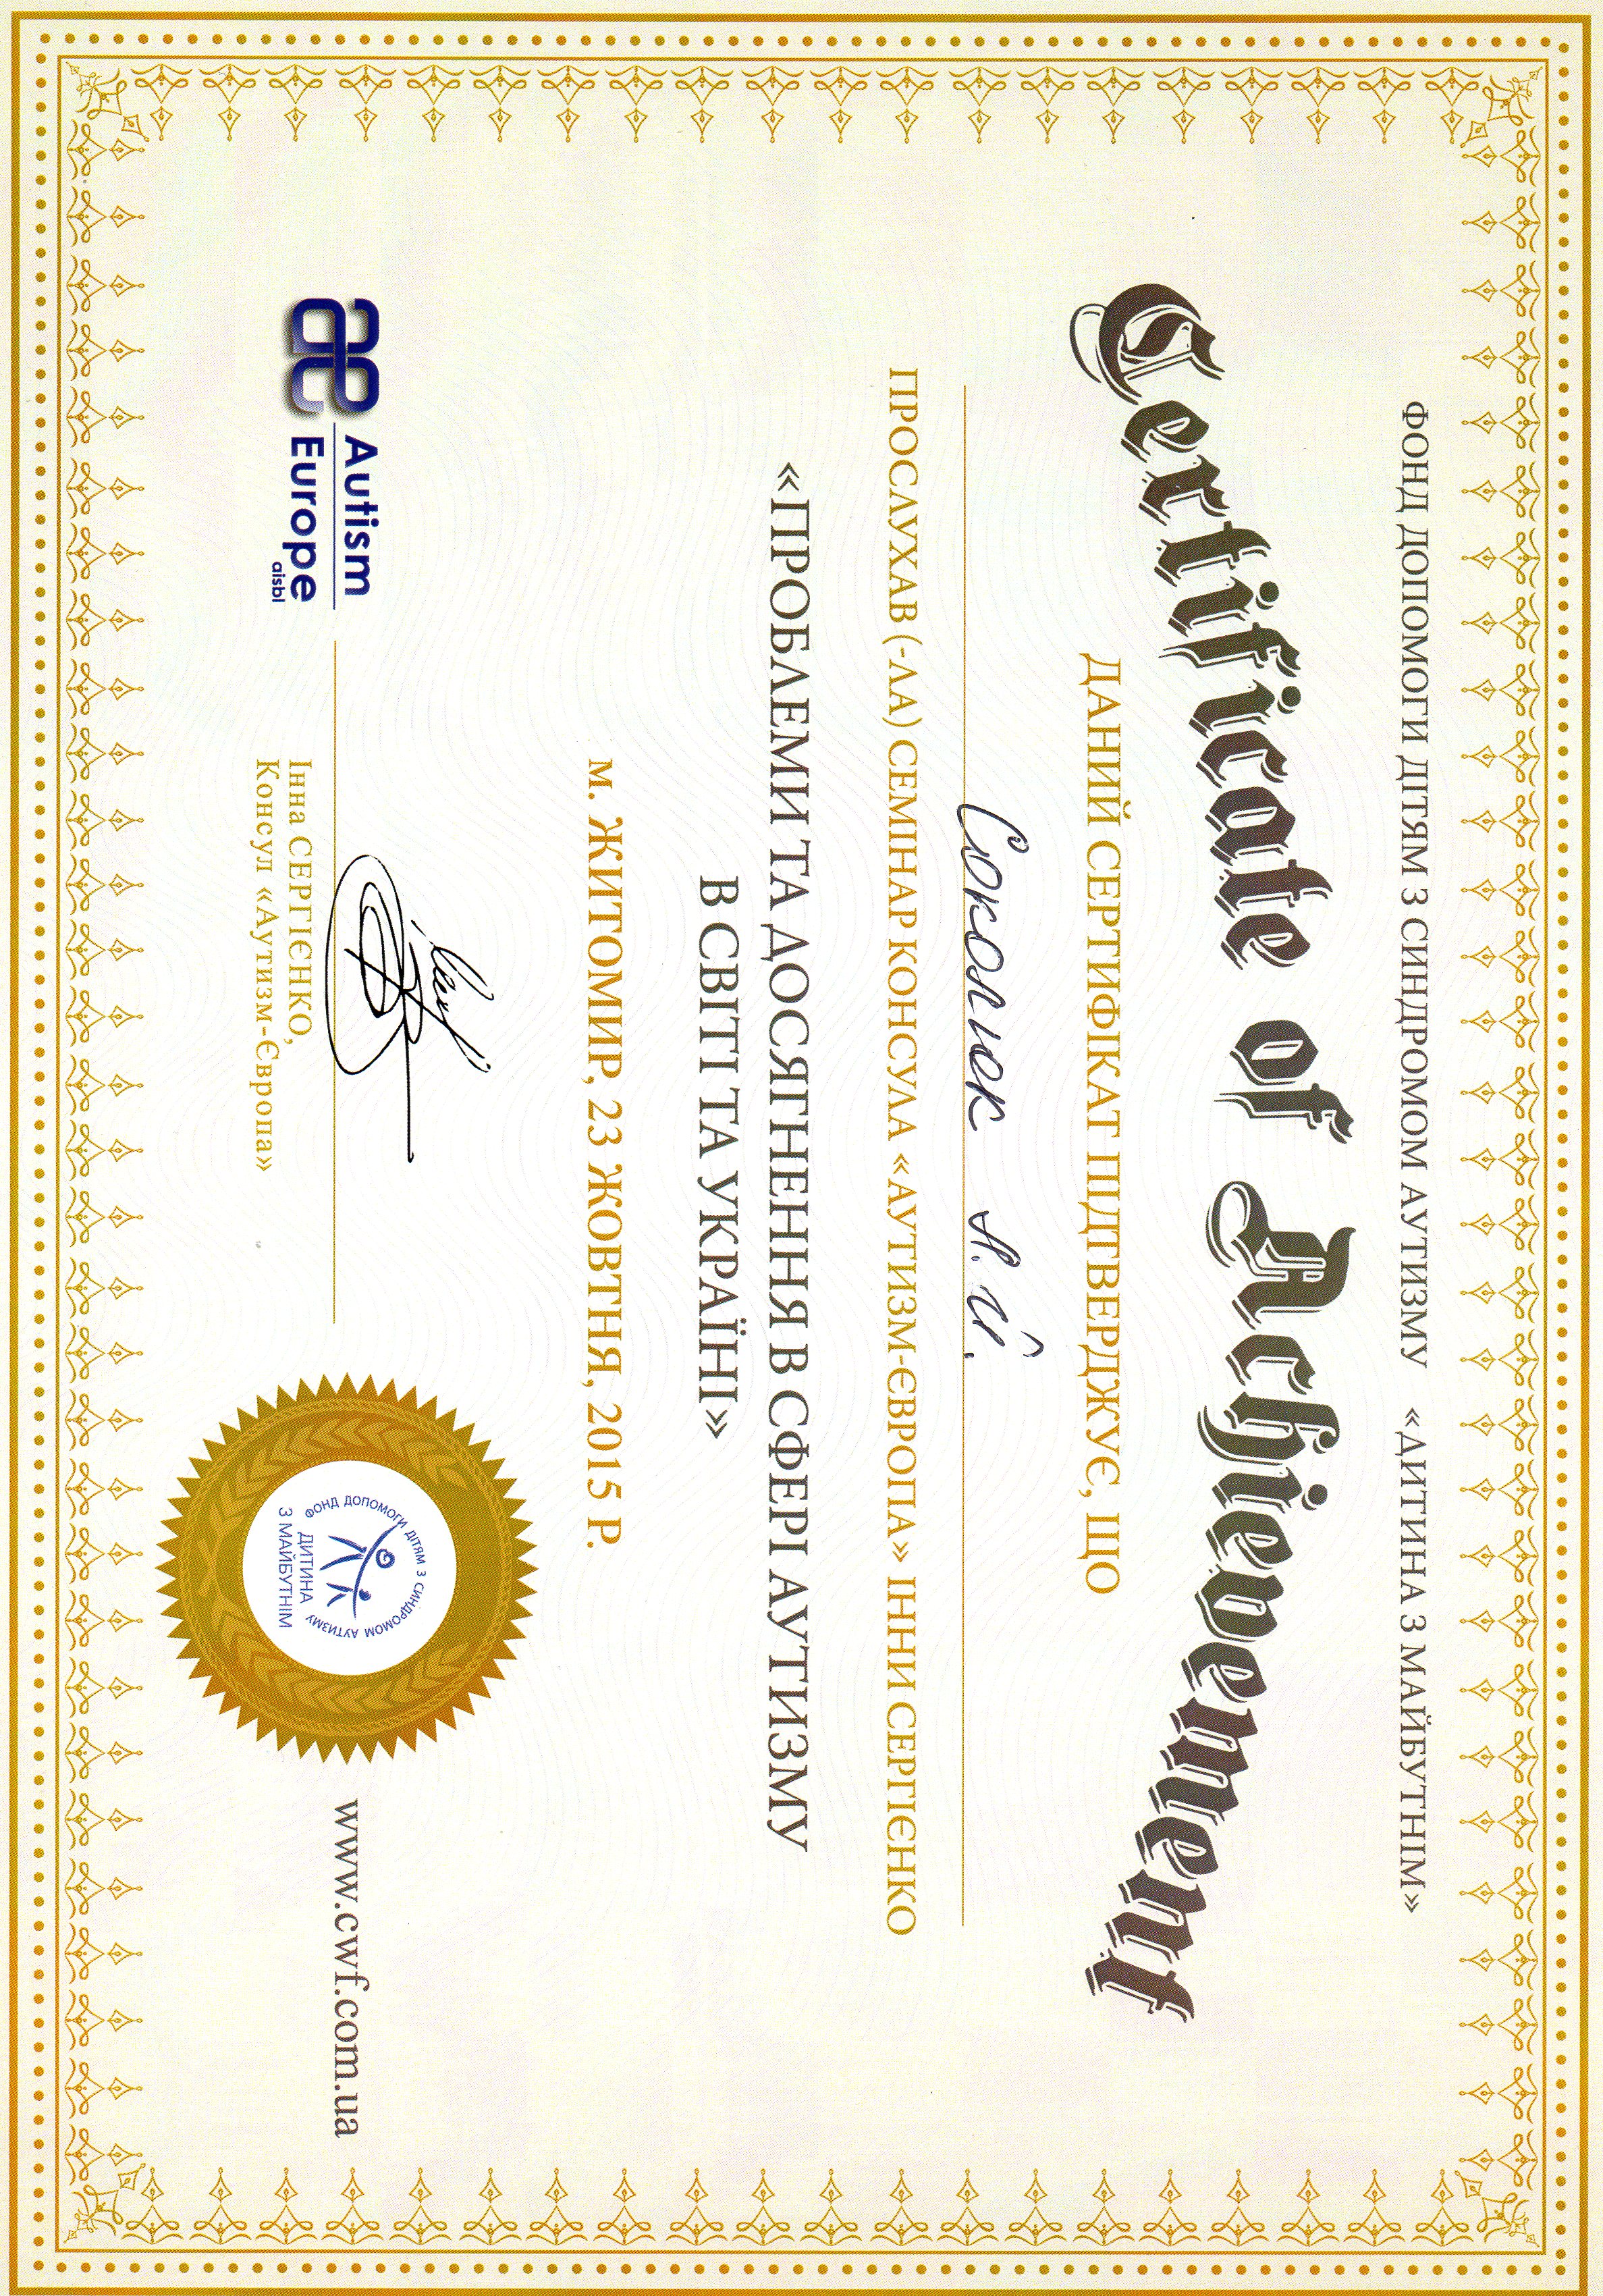 ФОНД ДОПОМОГИ ДІТЯМ З СИНДРОМОМ АУТИЗМУ «ДИТИНА З МАЙБУТНІМ»
Certificate of Achievement
ДАНИЙ СЕРТИФІКАТ ПІДТВЕРДЖУЄ, ЩО
Соколюк Л.Й.
ПРОСЛУХАВ (-ЛА) СЕМІНАР КОНСУЛА «АУТИЗМ-ЄВРОПА» ІННИ СЕРГІЄНКО
«ПРОБЛЕМИ ТА ДОСЯГНЕННЯ В СФЕРІ АУТИЗМУ
В СВІТІ ТА УКРАЇНІ»
м. ЖИТОМИР, 23 ЖОВТНЯ, 2015 Р.
ae Autism
Europe
aisbl
Інна СЕРГІЄНКО,
Консул «Аутизм-Європа»
ФОНД ДОПОМОГИ ДІТЯМ З СИНДРОМОМ АУТИЗМУ
ДИТИНА
З МАЙБУТНІМ
www.cwf.com.ua